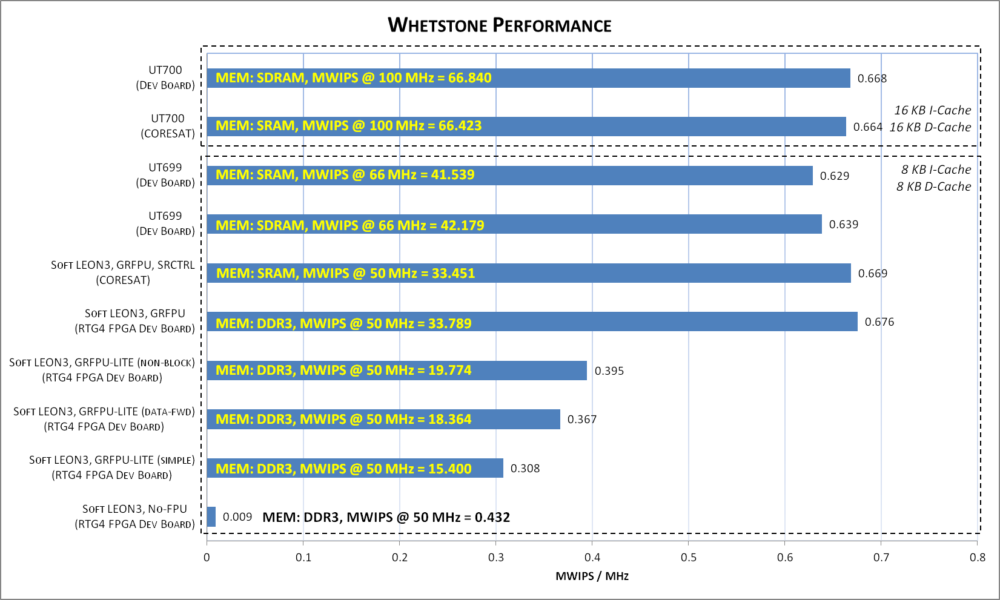 WHETSTONE PERFORMANCE
UT700
(DEV BOARD)
MEM: SDRAM, MWIPS @ 100 MHz = 66.840
0.668
UT700
(CORESAT)
MEM: SRAM, MWIPS @ 100 MHz = 66.423
0.664
16 KB I-Cache
16 KB D-Cache
UT699
(DEV BOARD)
MEM: SRAM, MWIPS @ 66 MHz = 41.539
0.629
8 KB I-Cache
8 KB D-Cache
UT699
(DEV BOARD)
MEM: SDRAM, MWIPS @ 66 MHz = 42.179
0.639
SOFT LEON3, GRFPU, SRCTRL
(CORESAT)
MEM: SRAM, MWIPS @ 50 MHz = 33.451
0.669
SOFT LEON3, GRFPU
(RTG4 FPGA DEV BOARD)
MEM: DDR3, MWIPS @ 50 MHz = 33.789
0.676
SOFT LEON3, GRFPU-LITE (NON-BLOCK)
(RTG4 FPGA DEV BOARD)
MEM: DDR3, MWIPS @ 50 MHz = 19.774
0.395
SOFT LEON3, GRFPU-LITE (DATA-FWD)
(RTG4 FPGA DEV BOARD)
MEM: DDR3, MWIPS @ 50 MHz = 18.364
0.367
SOFT LEON3, GRFPU-LITE (SIMPLE)
(RTG4 FPGA DEV BOARD)
MEM: DDR3, MWIPS @ 50 MHz = 15.400
0.308
SOFT LEON3, NO-FPU
(RTG4 FPGA DEV BOARD)
0.009
MEM: DDR3, MWIPS @ 50 MHz = 0.432
0 0.1 0.2 0.3 0.4 0.5 0.6 0.7 0.8
MWIPS / MHZ